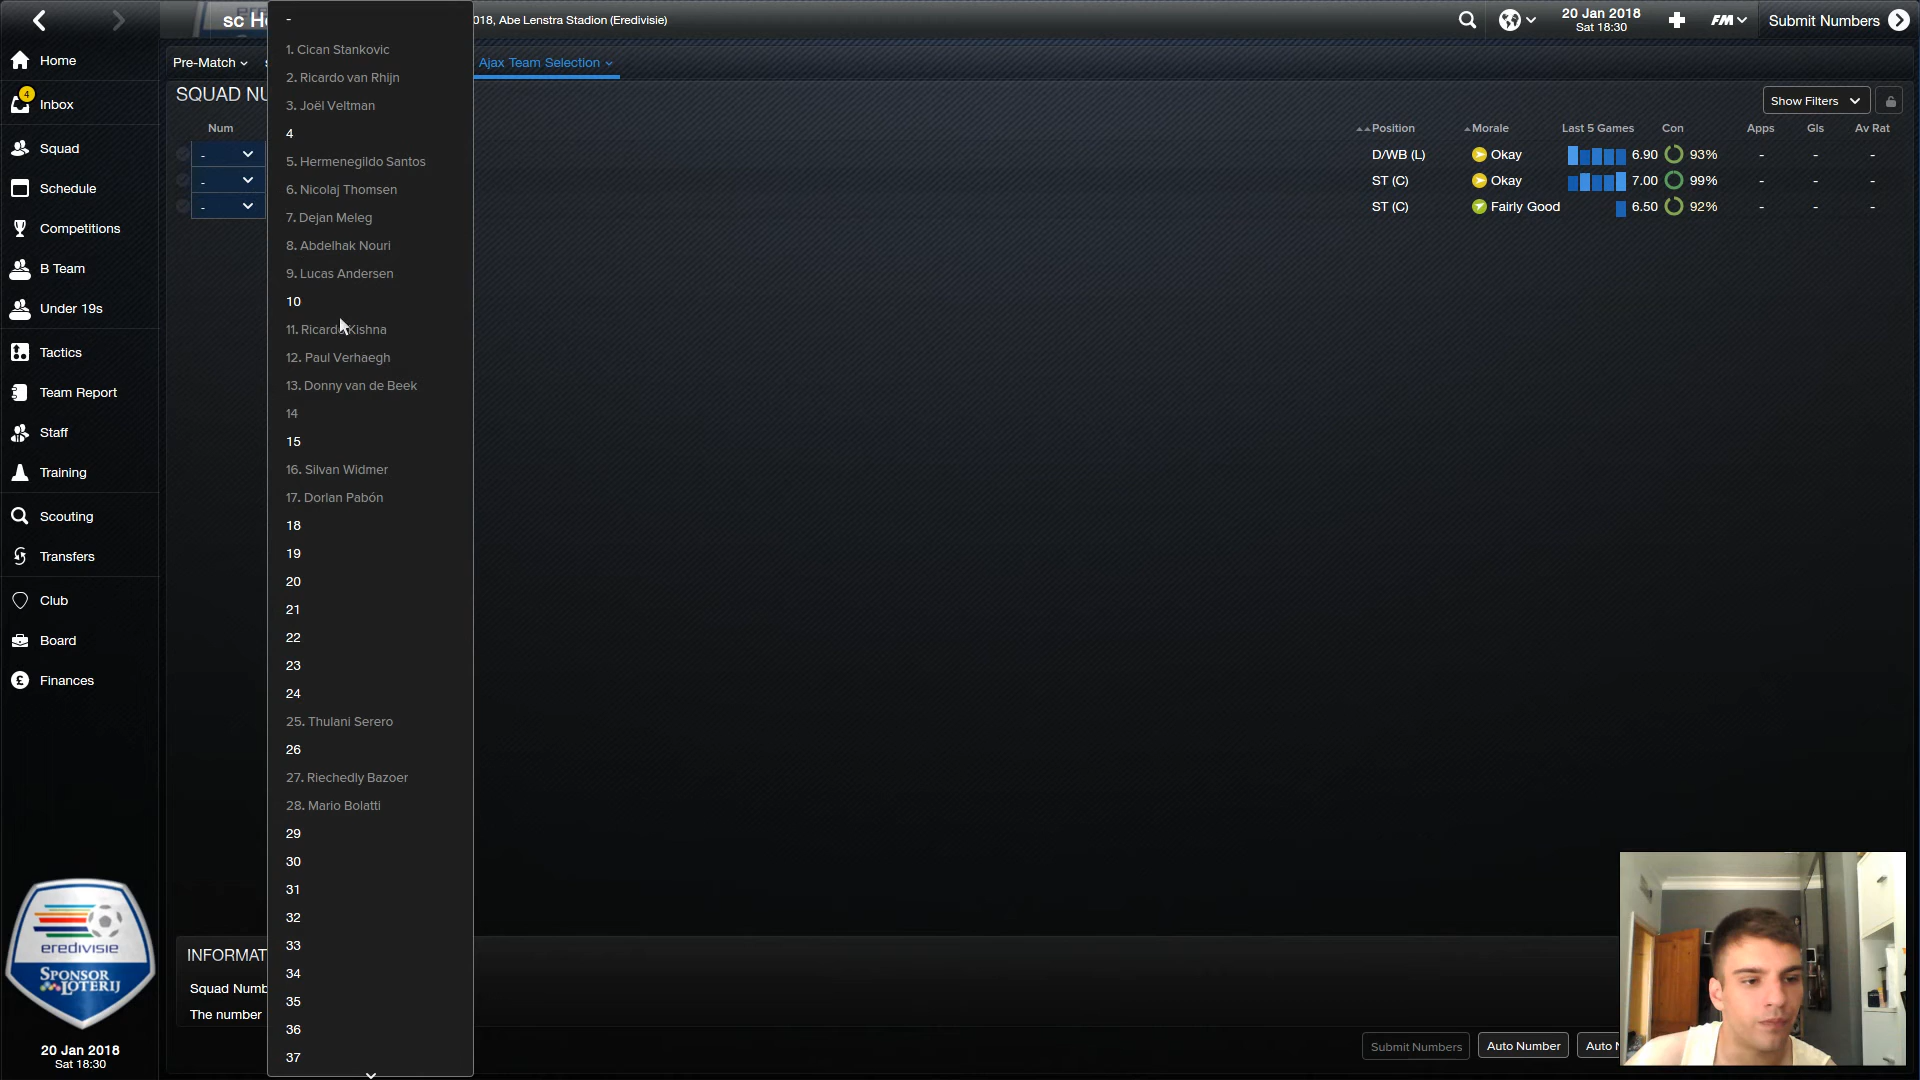 sc H
018, Abe Lenstra Stadion (Eredivisie)
20 Jan 2018
Sat 18:30
FM
Submit Numbers
Home
4
Inbox
Squad
Schedule
Competitions
B Team
Under 19s
Tactics
Team Report
Staff
Training
Scouting
Transfers
Club
Board
Finances
eredivisie
SPONSOR
LOTERIJ
20 Jan 2018
Sat 18:30
Pre-Match
Ajax Team Selection
SQUAD NU
Show Filters
Num
Position Morale Last 5 Games Con Apps Gls Av Rat
- D/WB (L) Okay 6.90 93% - - -
- ST (C) Okay 7.00 99% - - -
- ST (C) Fairly Good 6.50 92% - - -
-
1. Cican Stankovic
2. Ricardo van Rhijn
3. Joël Veltman
4
5. Hermenegildo Santos
6. Nicolaj Thomsen
7. Dejan Meleg
8. Abdelhak Nouri
9. Lucas Andersen
10
11. Ricardo Kishna
12. Paul Verhaegh
13. Donny van de Beek
14
15
16. Silvan Widmer
17. Dorlan Pabón
18
19
20
21
22
23
24
25. Thulani Serero
26
27. Riechedly Bazoer
28. Mario Bolatti
29
30
31
32
33
34
35
36
37
INFORMAT
Squad Numb
The number
Submit Numbers
Auto Number
Auto N